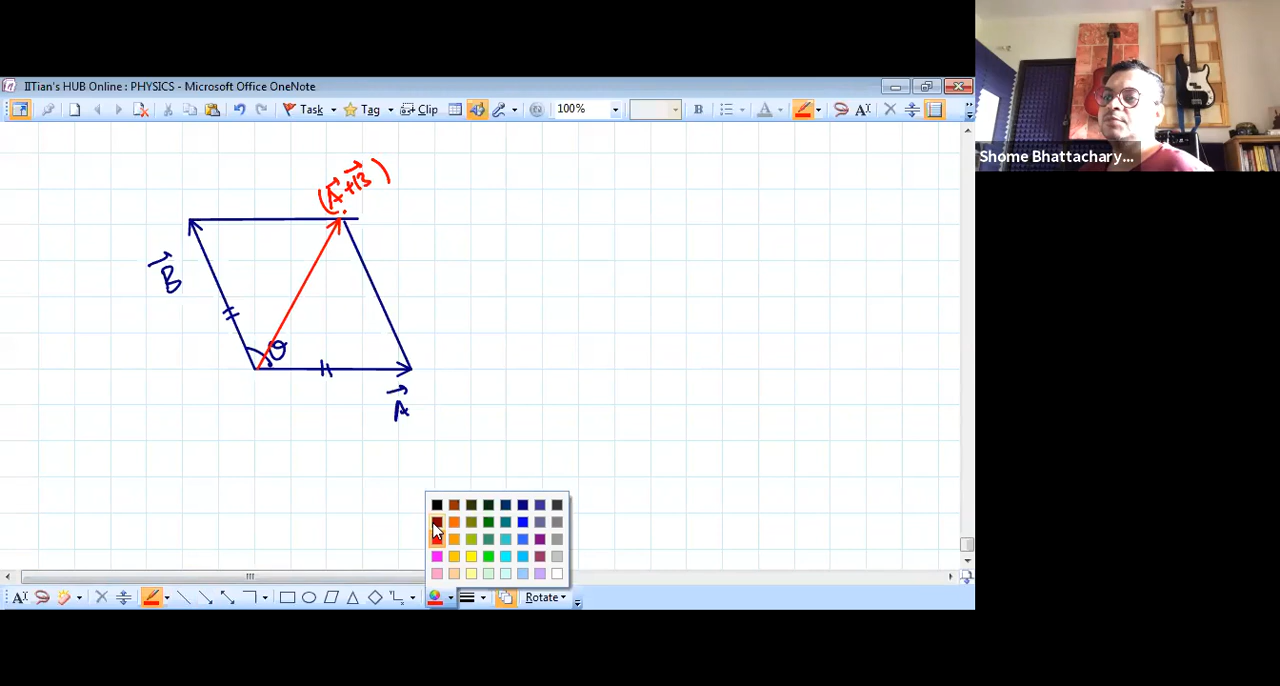 IITian's HUB Online : PHYSICS - Microsoft Office OneNote
Task Tag Clip 100% B A
Shome Bhattachary...
(A⃗+B⃗)
B⃗
θ
A⃗
Rotate